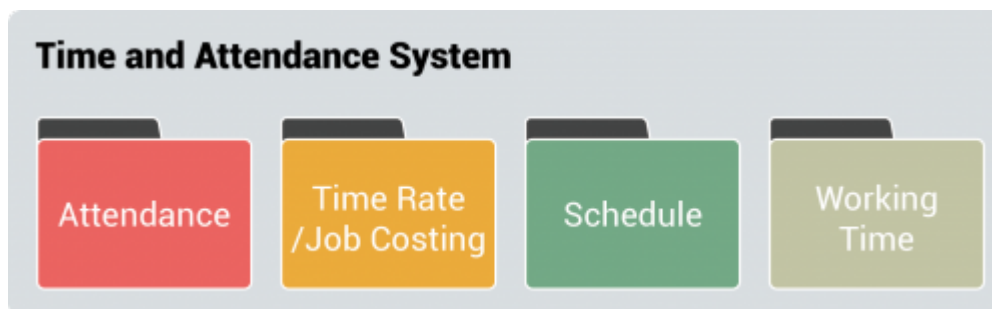 Time and Attendance System
Attendance
Time Rate
/Job Costing
Schedule
Working
Time